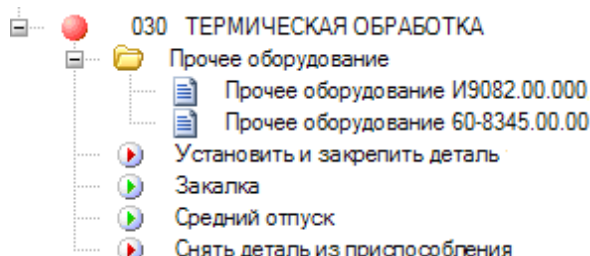 030 ТЕРМИЧЕСКАЯ ОБРАБОТКА
Прочее оборудование
Прочее оборудование И9082.00.000
Прочее оборудование 60-8345.00.00
Установить и закрепить деталь
Закалка
Средний отпуск
Снять деталь из приспособления